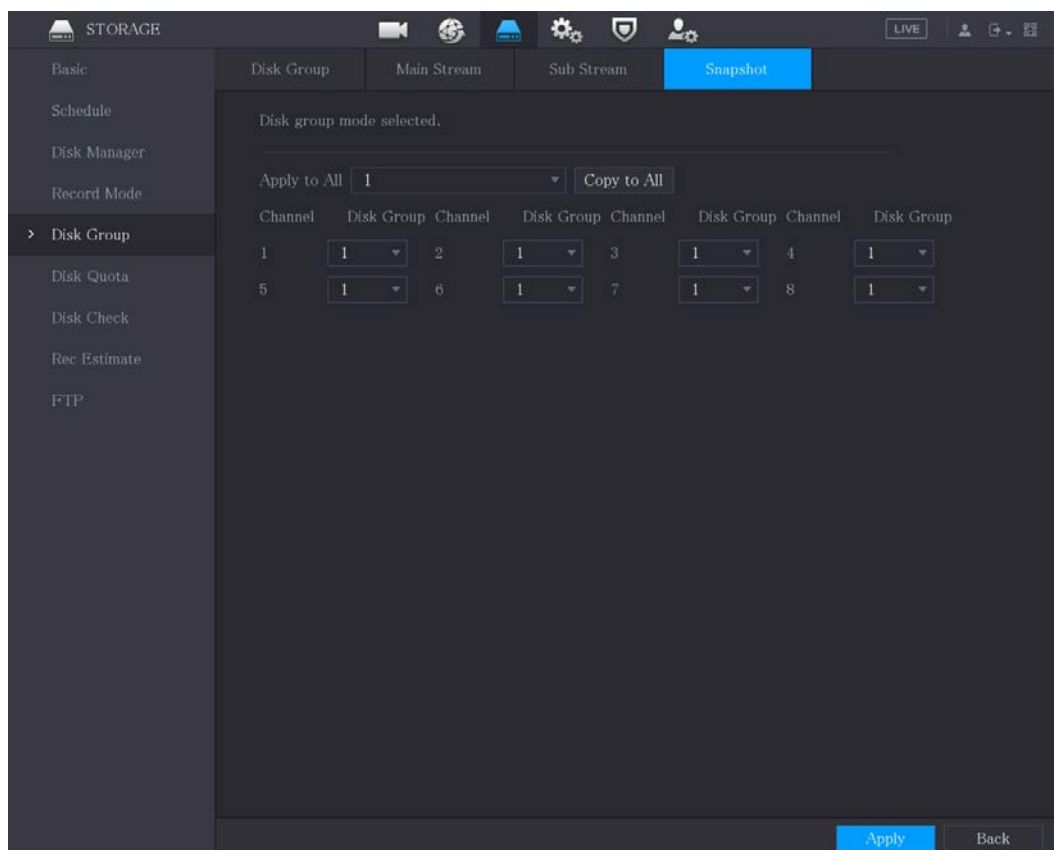 STORAGE LIVE
Basic
Schedule
Disk Manager
Record Mode
> Disk Group
Disk Quota
Disk Check
Rec Estimate
FTP
Disk Group Main Stream Sub Stream Snapshot
Disk group mode selected.
Apply to All 1 Copy to All
Channel Disk Group Channel Disk Group Channel Disk Group Channel Disk Group
1 1 2 1 3 1 4 1
5 1 6 1 7 1 8 1
Apply Back